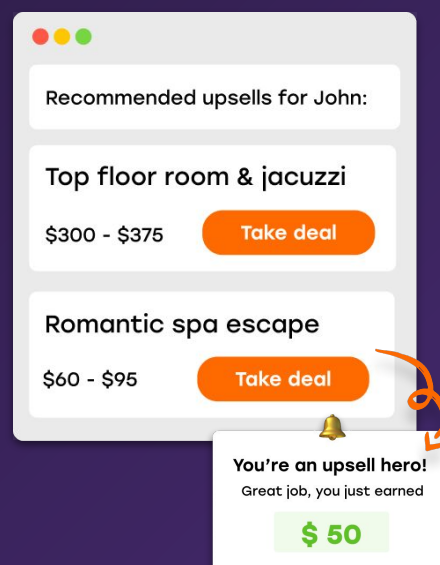 Recommended upsells for John:
Top floor room & jacuzzi
$300 - $375
Take deal
Romantic spa escape
$60 - $95
Take deal
You're an upsell hero!
Great job, you just earned
$ 50